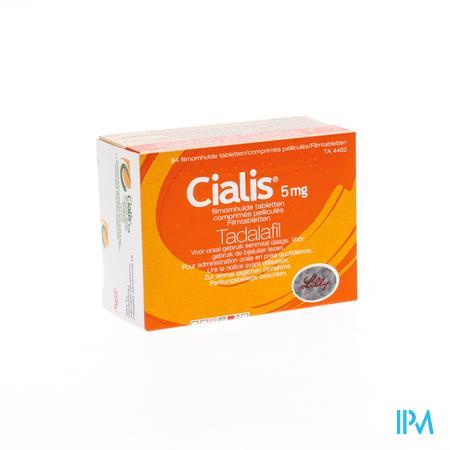 84 filmomhulde tabletten/comprimés pelliculés/Filmtabletten
TA 4462
Cialis® 5 mg
filmomhulde tabletten
comprimés pelliculés
Filmtabletten
Tadalafil
Voor oraal gebruik eenmaal daags. Voor
gebruik de bijsluiter lezen.
Pour administration orale en prise quotidienne.
Lire la notice avant utilisation.
Zur einmal täglichen Einnahme.
Packungsbeilage beachten.
Lilly
Cialis
IPM